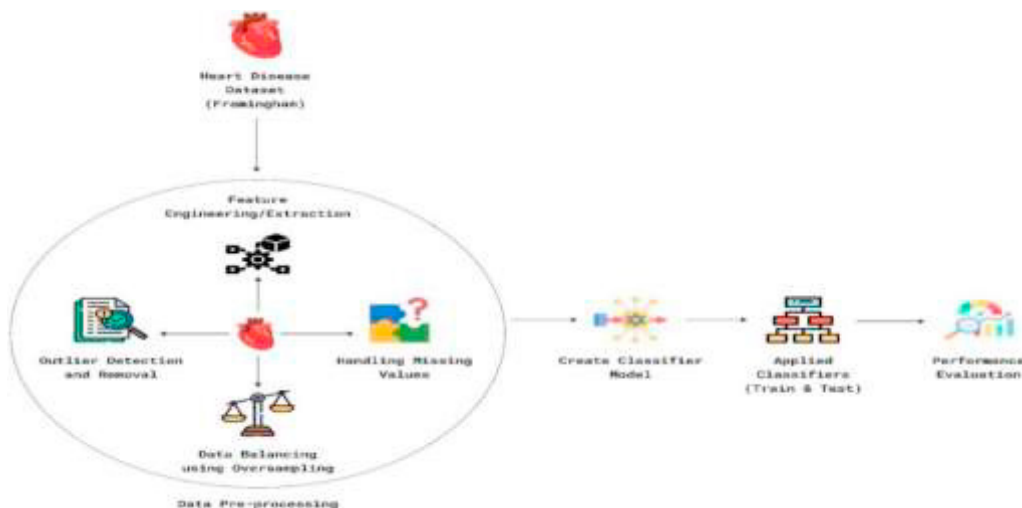 Heart Disease
Dataset
(Framingham)
Feature
Engineering/Extraction
Outlier Detection
and Removal
Handling Missing
Values
Data Balancing
using Oversampling
Data Pre-processing
Create Classifier
Model
Applied
Classifiers
(Train & Test)
Performance
Evaluation